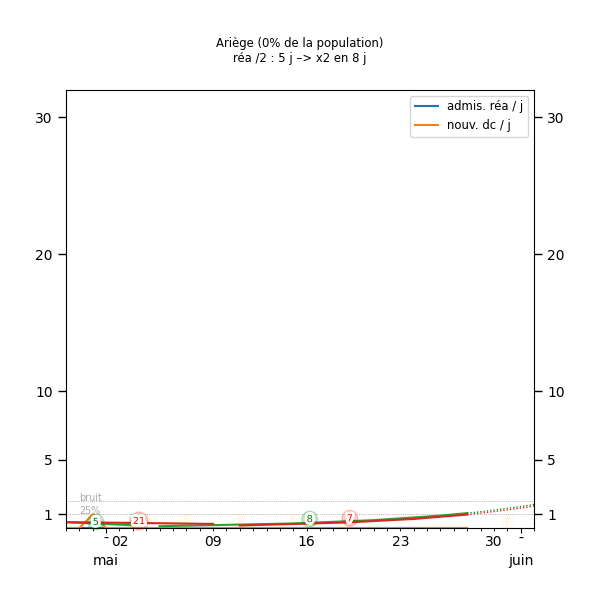 Ariège (0% de la population)
réa /2 : 5 j –> x2 en 8 j
admis. réa / j
nouv. dc / j
30 30
20 20
10 10
5 5
bruit
25%
1 1
5 21 8 7
02 09 16 23 30
mai juin